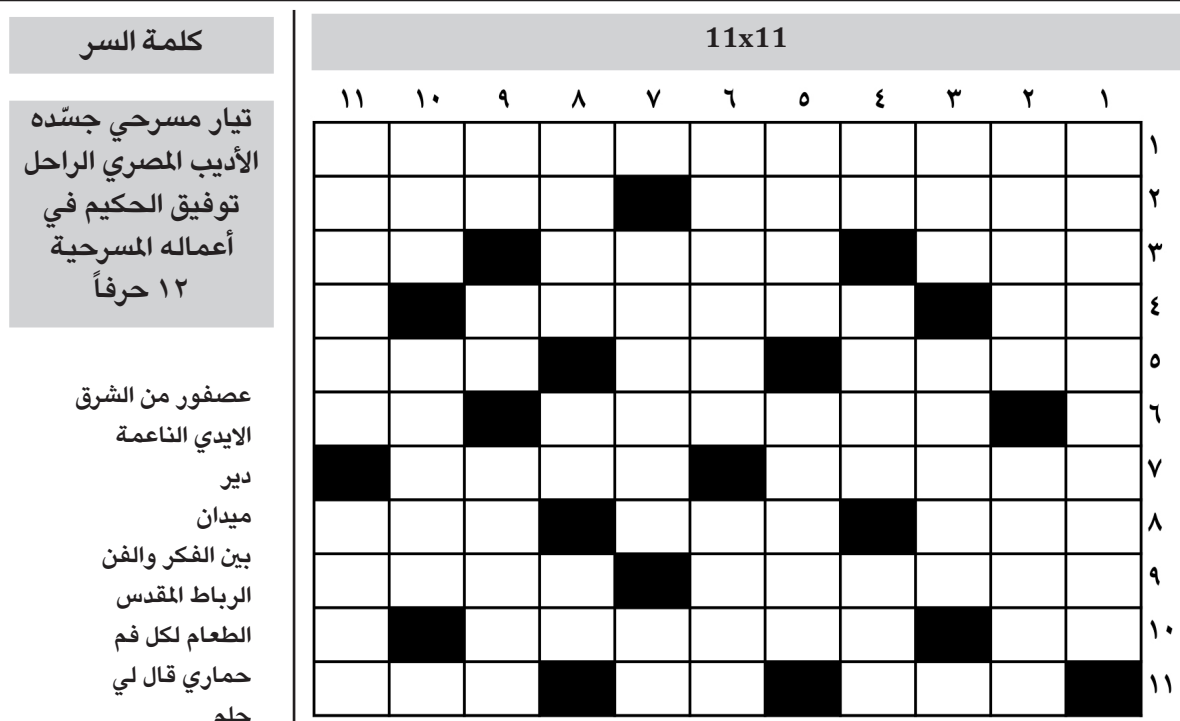 11x11
١ ٢ ٣ ٤ ٥ ٦ ٧ ٨ ٩ ١٠ ١١
١
٢
٣
٤
٥
٦
٧
٨
٩
١٠
١١
كلمة السر
تيار مسرحي جسّده
الأديب المصري الراحل
توفيق الحكيم في
أعماله المسرحية
١٢ حرفاً
عصفور من الشرق
الايدي الناعمة
دير
ميدان
بين الفكر والفن
الرباط المقدس
الطعام لكل فم
حماري قال لي
حلم